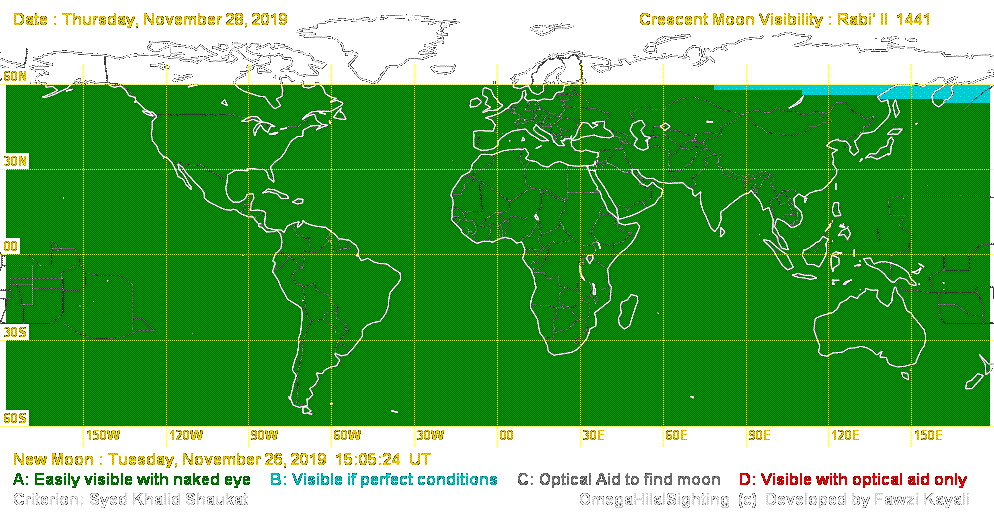 Date : Thursday, November 28, 2019 Crescent Moon Visibility : Rabi' II 1441
60N
30N
00
30S
60S
150W 120W 90W 60W 30W 00 30E 60E 90E 120E 150E
New Moon : Tuesday, November 26, 2019 15:05:24 UT
A: Easily visible with naked eye B: Visible if perfect conditions C: Optical Aid to find moon D: Visible with optical aid only
Criterion: Syed Khalid Shaukat OmegaHilalSighting (c) Developed by Fawzi Kayali